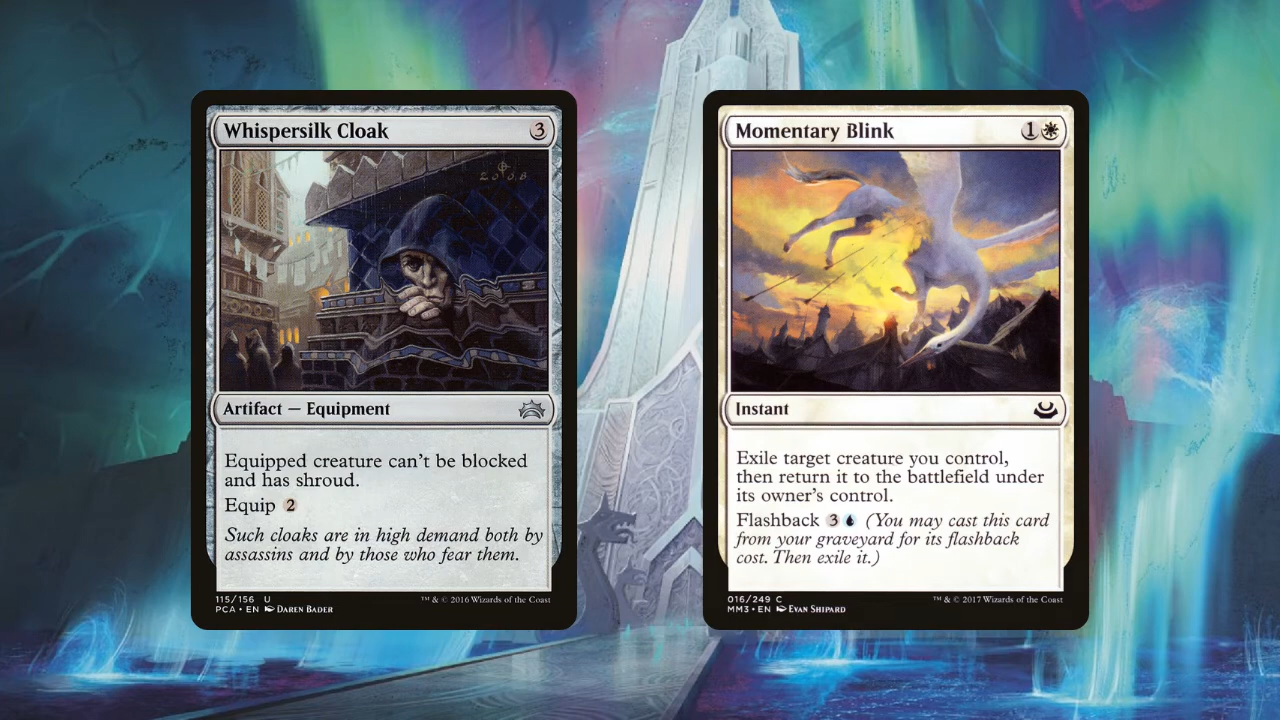 Whispersilk Cloak 3
2008
Artifact — Equipment
Equipped creature can't be blocked
and has shroud.
Equip 2
Such cloaks are in high demand both by
assassins and by those who fear them.
115/156 U
PCA • EN Daren Bader
™ & © 2016 Wizards of the Coast
Momentary Blink 1
Instant
Exile target creature you control,
then return it to the battlefield under
its owner's control.
Flashback 3 (You may cast this card
from your graveyard for its flashback
cost. Then exile it.)
016/249 C
MM3 • EN Evan Shipard
™ & © 2017 Wizards of the Coast